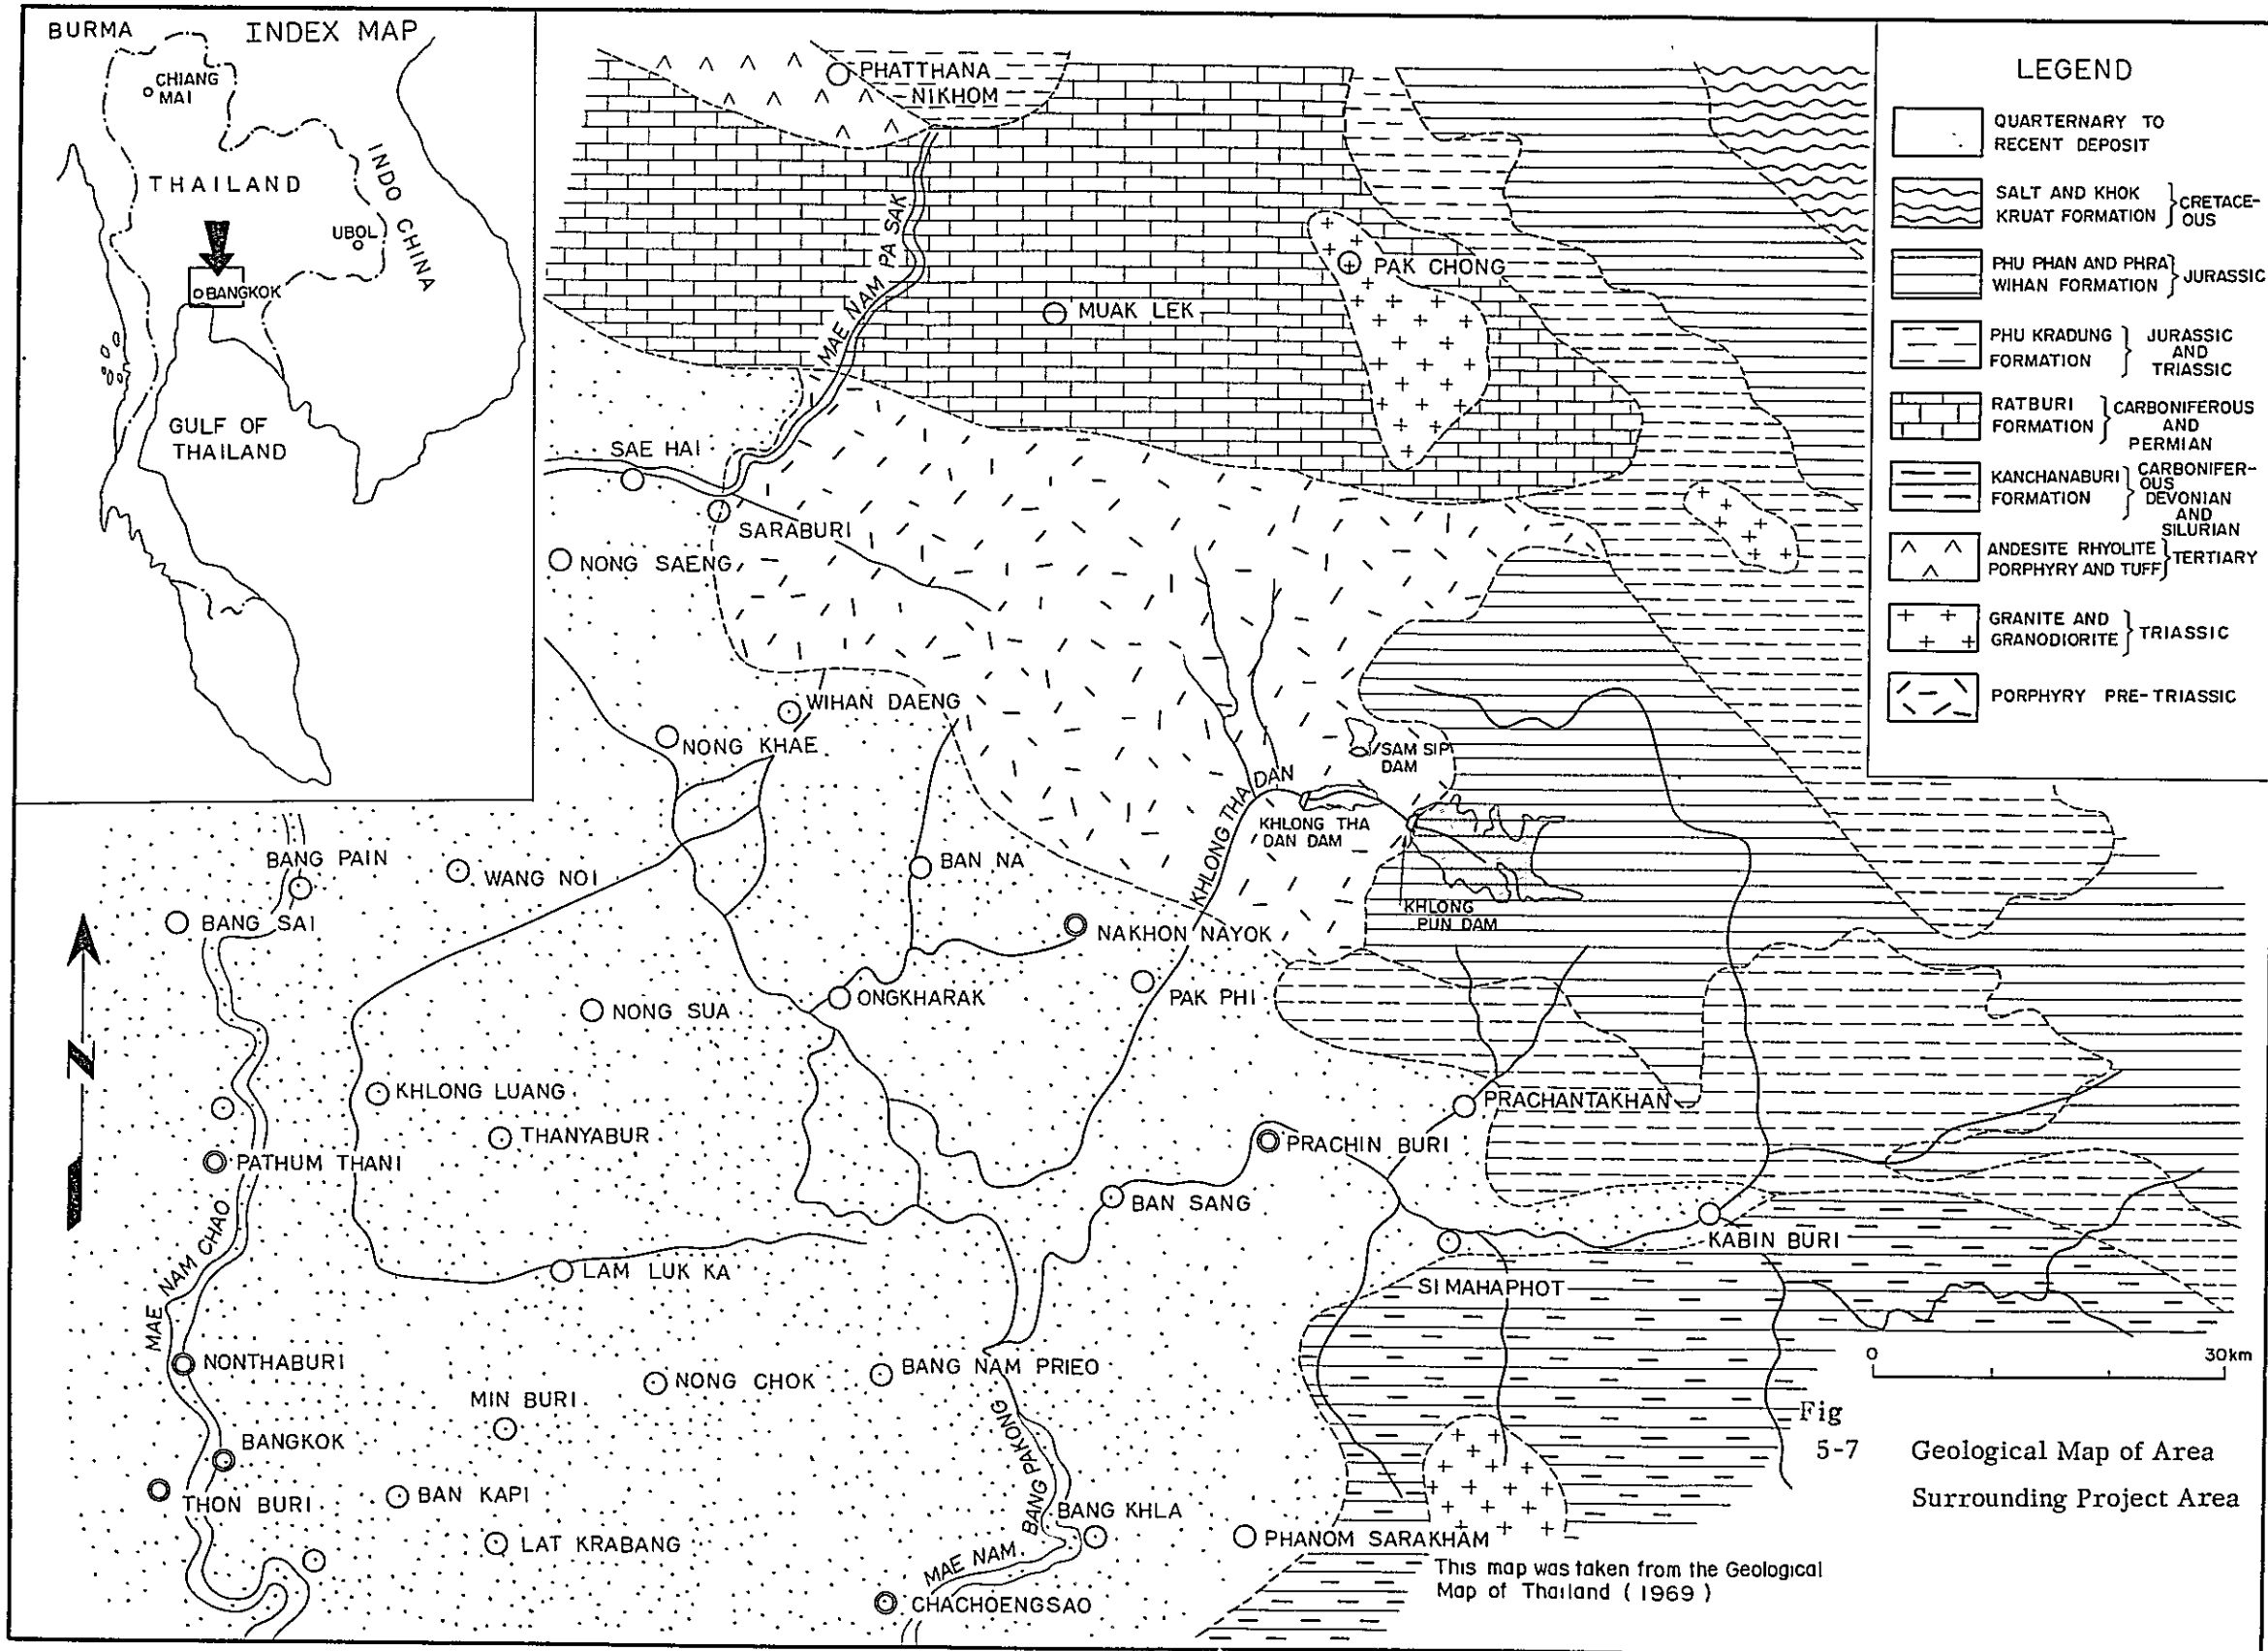 BURMA
INDEX MAP
CHIANG
MAI
THAILAND
INDO CHINA
UBOL
BANGKOK
GULF OF
THAILAND
PHATTHANA
NIKHOM
MAE NAM PA SAK
PAK CHONG
MUAK LEK
SAE HAI
SARABURI
NONG SAENG
WIHAN DAENG
NONG KHAE
SAM SIP
DAM
KHLONG THA DAN
KHLONG THA
DAN DAM
KHLONG
PUN DAM
BANG PAIN
WANG NOI
BAN NA
BANG SAI
NAKHON NAYOK
N
NONG SUA
ONGKHARAK
PAK PHI
KHLONG LUANG
THANYABUR
PRACHANTAKHAN
PATHUM THANI
PRACHIN BURI
BAN SANG
MAE NAM CHAO
LAM LUK KA
KABIN BURI
SI MAHAPHOT
NONTHABURI
NONG CHOK
BANG NAM PRIEO
MIN BURI
BANGKOK
THON BURI
BAN KAPI
LAT KRABANG
MAE NAM BANG PAKONG
BANG KHLA
PHANOM SARAKHAM
CHACHOENGSAO
LEGEND
QUARTERNARY TO
RECENT DEPOSIT
SALT AND KHOK
KRUAT FORMATION
CRETACE-
OUS
PHU PHAN AND PHRA
WIHAN FORMATION
JURASSIC
PHU KRADUNG
FORMATION
JURASSIC
AND
TRIASSIC
RATBURI
FORMATION
CARBONIFEROUS
AND
PERMIAN
KANCHANABURI
FORMATION
CARBONIFER-
OUS
DEVONIAN
AND
SILURIAN
ANDESITE RHYOLITE
PORPHYRY AND TUFF
TERTIARY
GRANITE AND
GRANODIORITE
TRIASSIC
PORPHYRY PRE-TRIASSIC
0 30km
Fig
5-7
Geological Map of Area
Surrounding Project Area
This map was taken from the Geological
Map of Thailand (1969)